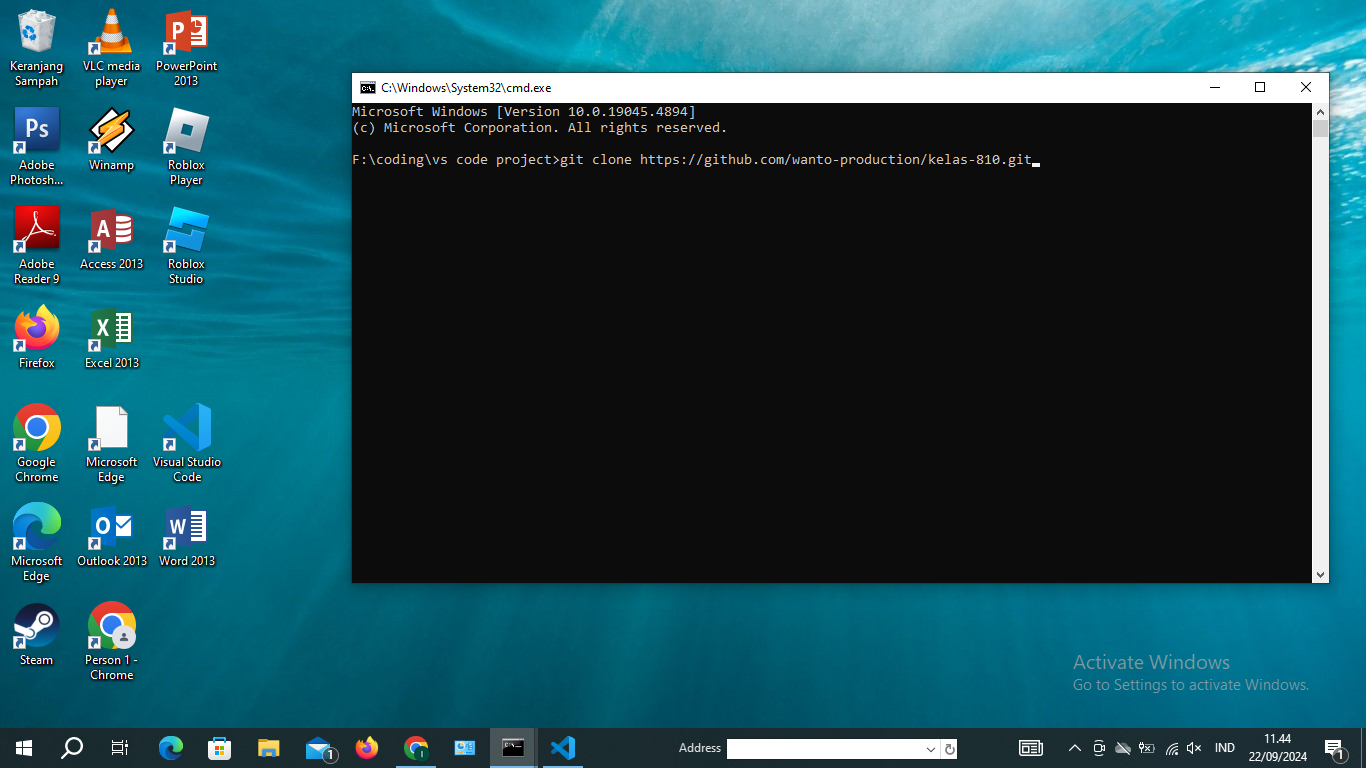 Keranjang
Sampah
VLC media
player
PowerPoint
2013
Adobe
Photosh...
Winamp
Roblox
Player
Adobe
Reader 9
Access 2013
Roblox
Studio
Firefox
Excel 2013
Google
Chrome
Microsoft
Edge
Visual Studio
Code
Microsoft
Edge
Outlook 2013
Word 2013
Steam
Person 1 -
Chrome
C:\Windows\System32\cmd.exe
Microsoft Windows [Version 10.0.19045.4894]
(c) Microsoft Corporation. All rights reserved.
F:\coding\vs code project>git clone https://github.com/wanto-production/kelas-810.git
Activate Windows
Go to Settings to activate Windows.
1
Address
IND
11.44
22/09/2024
1